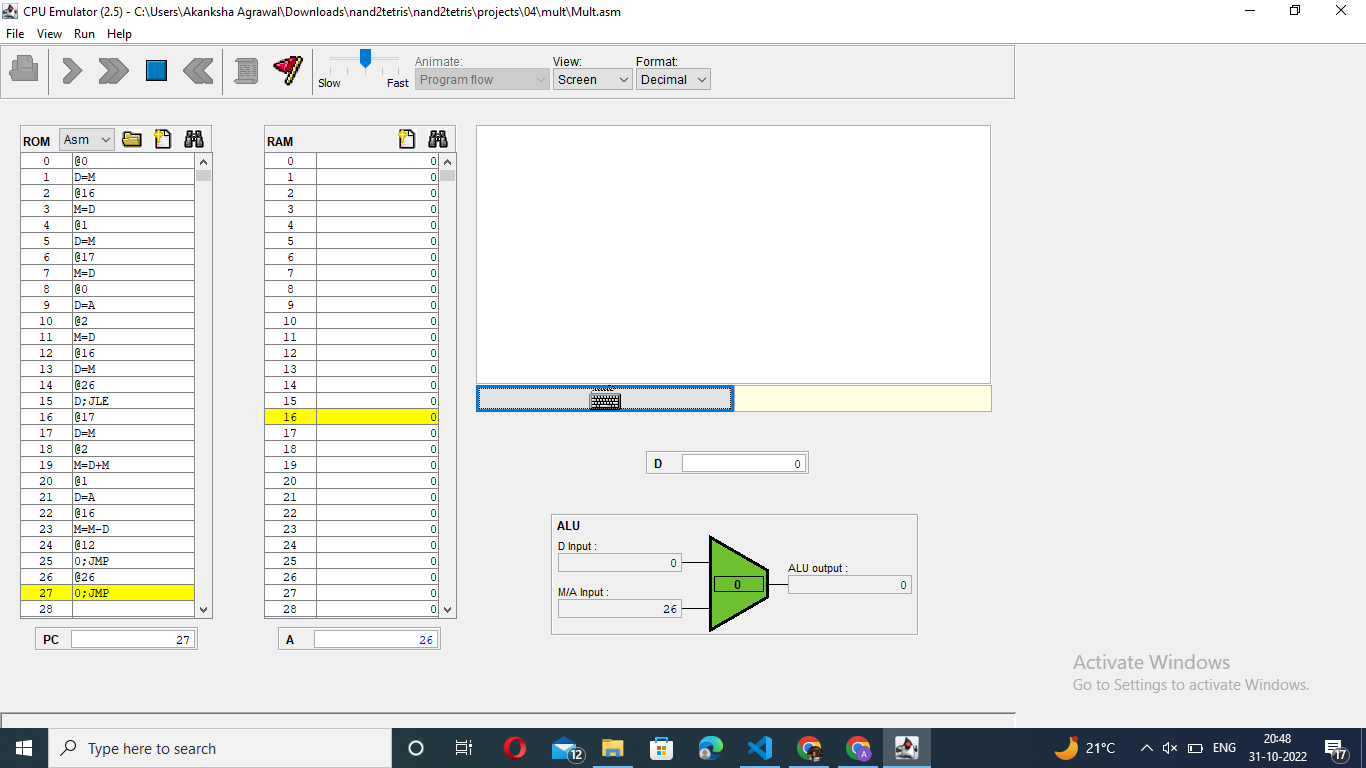 CPU Emulator (2.5) - C:\Users\Akanksha Agrawal\Downloads\nand2tetris\nand2tetris\projects\04\mult\Mult.asm
File View Run Help
Slow Fast
Animate:
Program flow
View:
Screen
Format:
Decimal
ROM Asm
0 @0
1 D=M
2 @16
3 M=D
4 @1
5 D=M
6 @17
7 M=D
8 @0
9 D=A
10 @2
11 M=D
12 @16
13 D=M
14 @26
15 D;JLE
16 @17
17 D=M
18 @2
19 M=D+M
20 @1
21 D=A
22 @16
23 M=M-D
24 @12
25 0;JMP
26 @26
27 0;JMP
28
PC 27
RAM
0 0
1 0
2 0
3 0
4 0
5 0
6 0
7 0
8 0
9 0
10 0
11 0
12 0
13 0
14 0
15 0
16 0
17 0
18 0
19 0
20 0
21 0
22 0
23 0
24 0
25 0
26 0
27 0
28 0
A 26
D 0
ALU
D Input :
0
M/A Input :
26
0
ALU output :
0
Activate Windows
Go to Settings to activate Windows.
Type here to search
12
A
21°C
ENG
20:48
31-10-2022
17